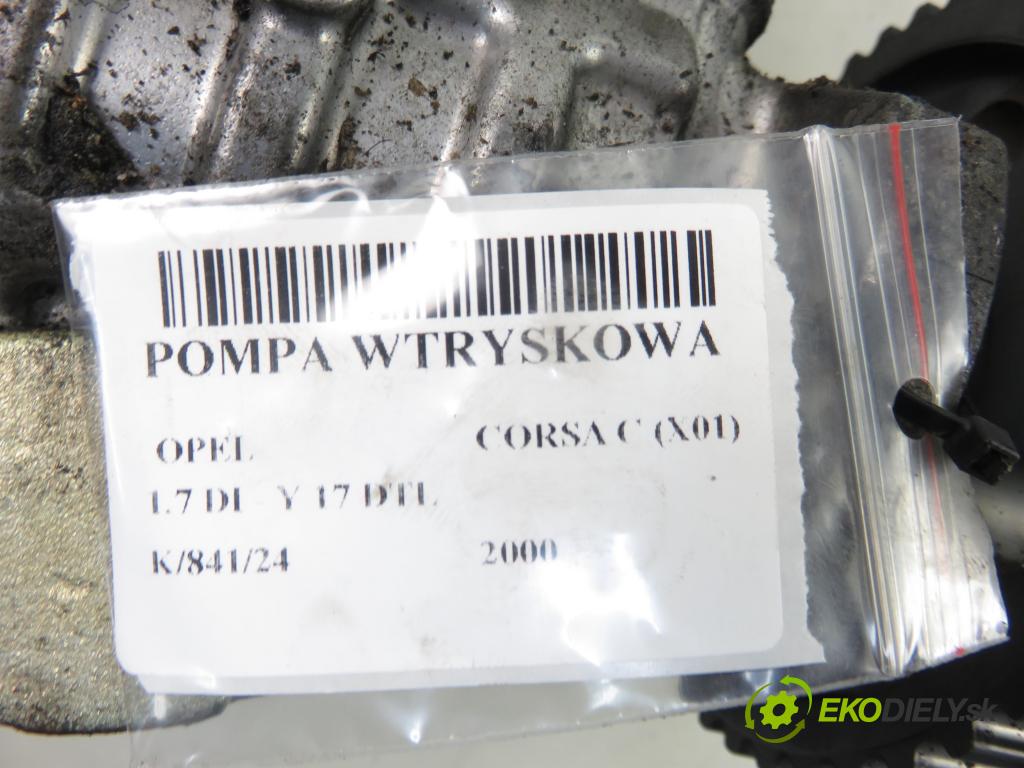 POMPA WTRYSKOWA
OPEL CORSA C (X01)
1.7 DI - Y 17 DTL
K/841/24 2000
EKODIELY.sk